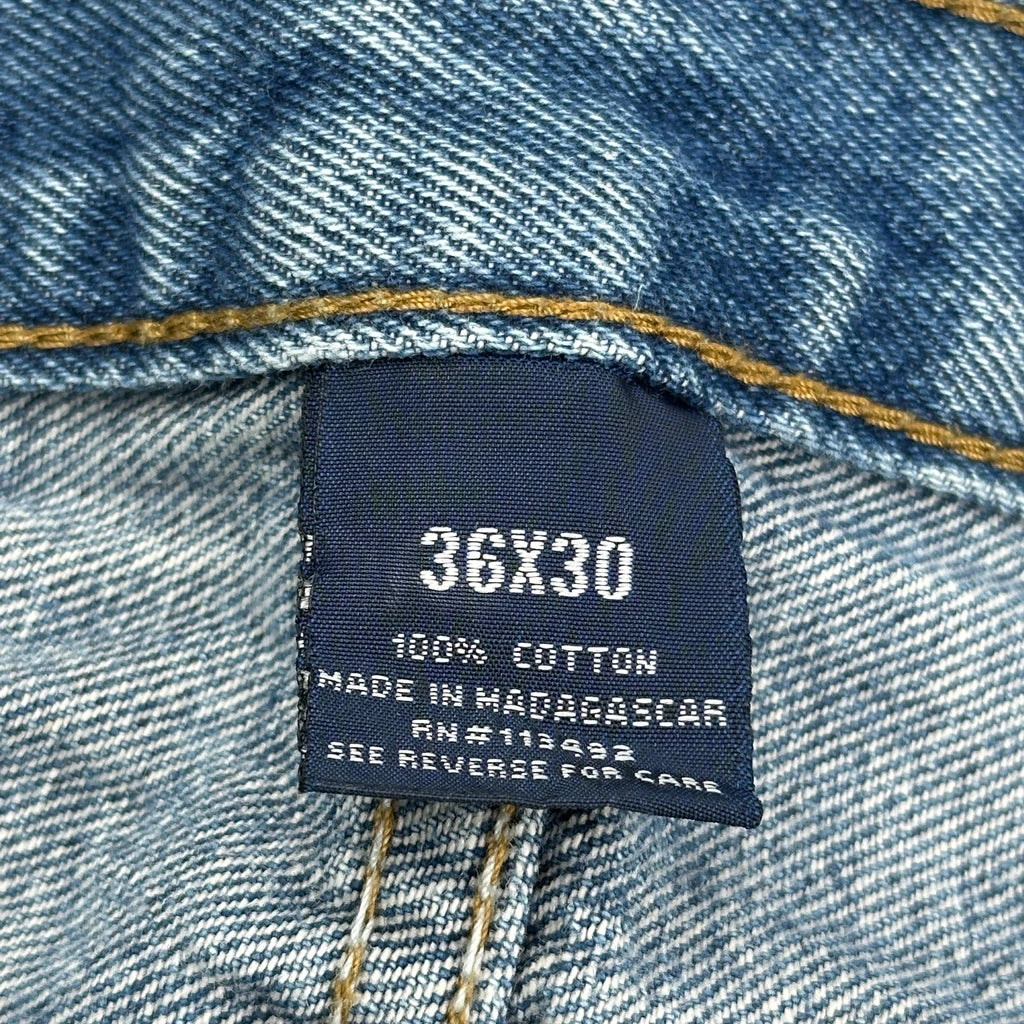 36X30
100% COTTON
MADE IN MADAGASCAR
RN#113492
SEE REVERSE FOR CARE